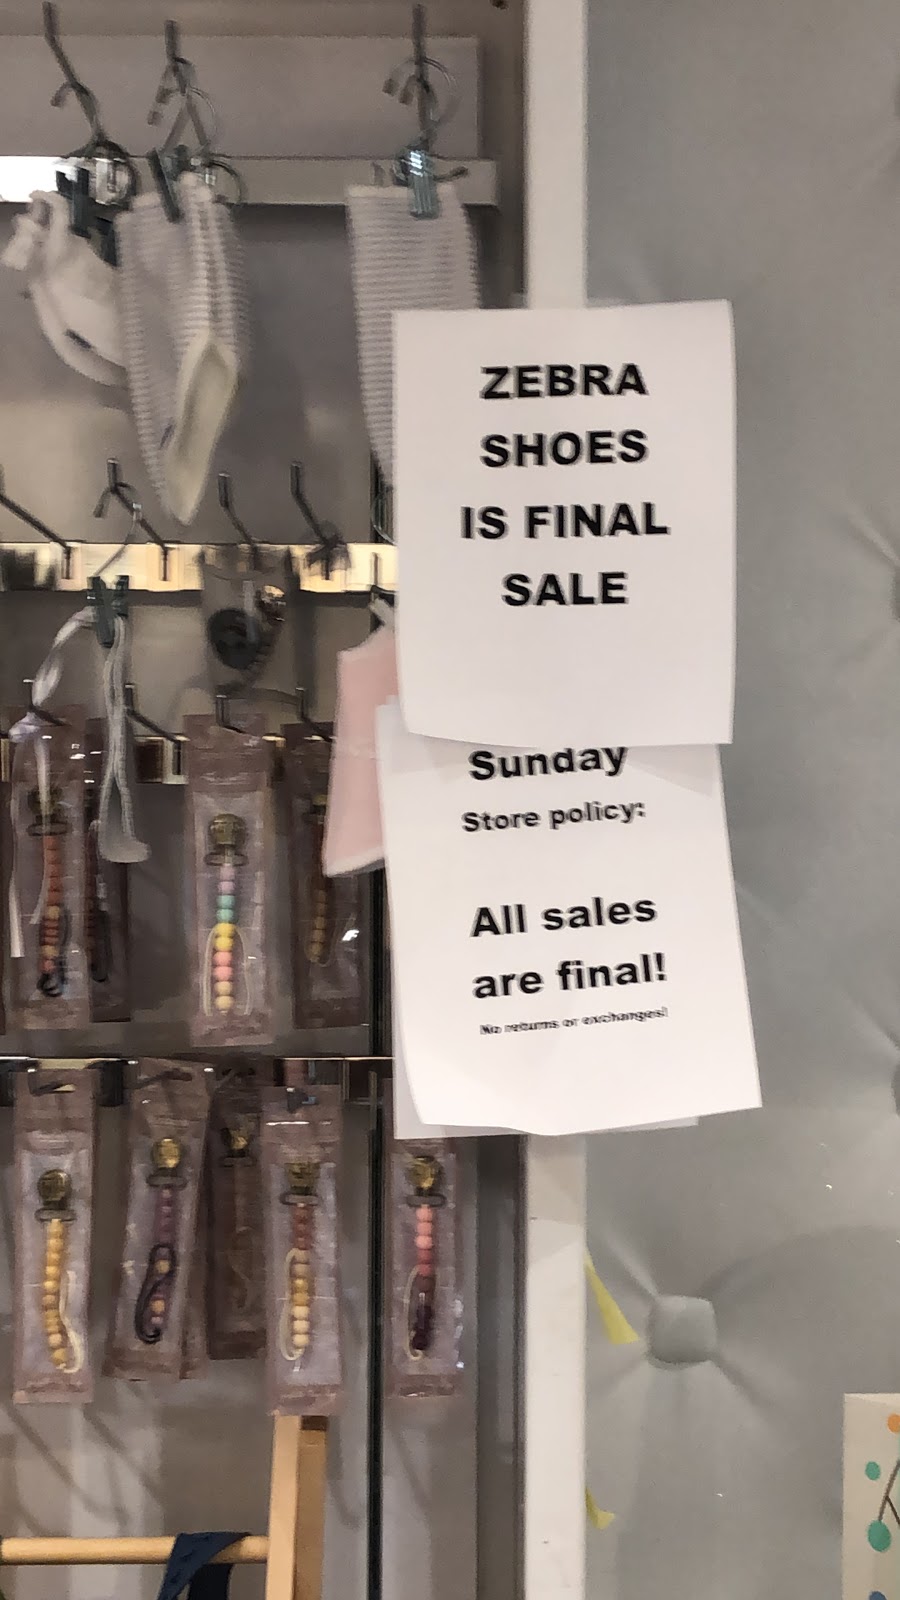 ZEBRA
SHOES
IS FINAL
SALE
Sunday
Store policy:
All sales
are final!
No returns or exchanges!